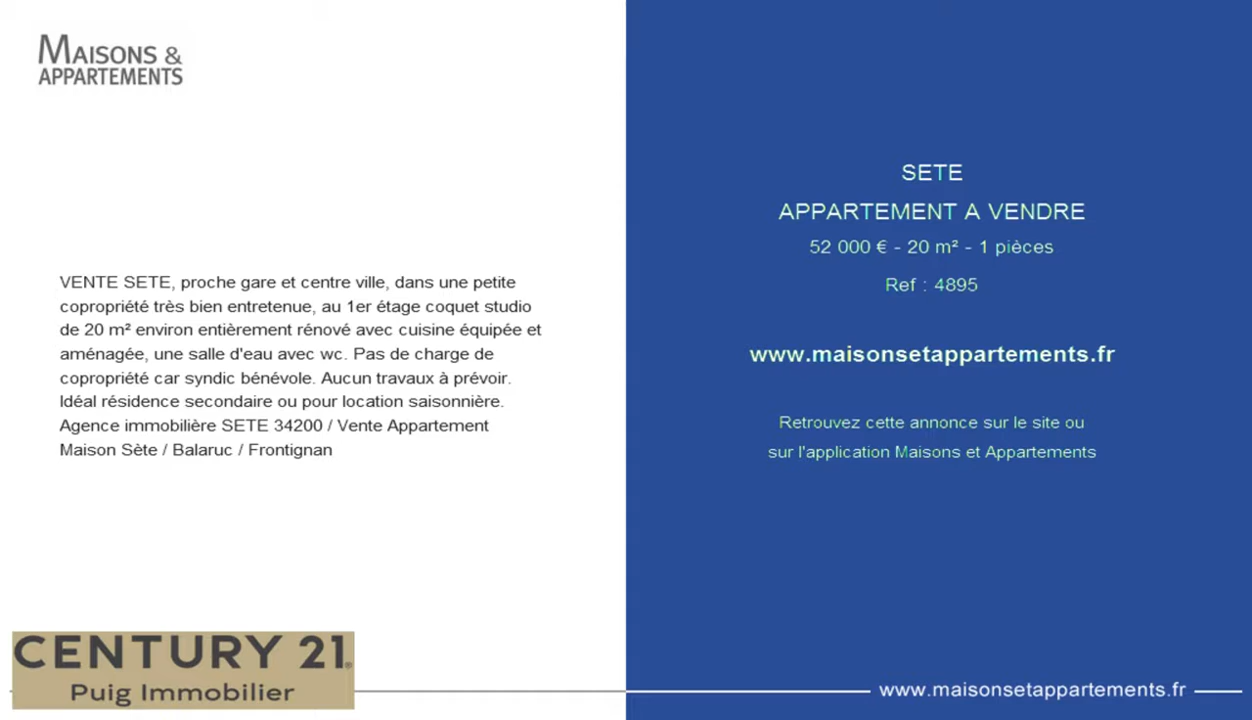 MAISONS &
APPARTEMENTS
VENTE SETE, proche gare et centre ville, dans une petite
copropriété très bien entretenue, au 1er étage coquet studio
de 20 m² environ entièrement rénové avec cuisine équipée et
aménagée, une salle d'eau avec wc. Pas de charge de
copropriété car syndic bénévole. Aucun travaux à prévoir.
Idéal résidence secondaire ou pour location saisonnière.
Agence immobilière SETE 34200 / Vente Appartement
Maison Sète / Balaruc / Frontignan
CENTURY 21®
Puig Immobilier
SETE
APPARTEMENT A VENDRE
52 000 € - 20 m² - 1 pièces
Ref : 4895
www.maisonsetappartements.fr
Retrouvez cette annonce sur le site ou
sur l'application Maisons et Appartements
www.maisonsetappartements.fr